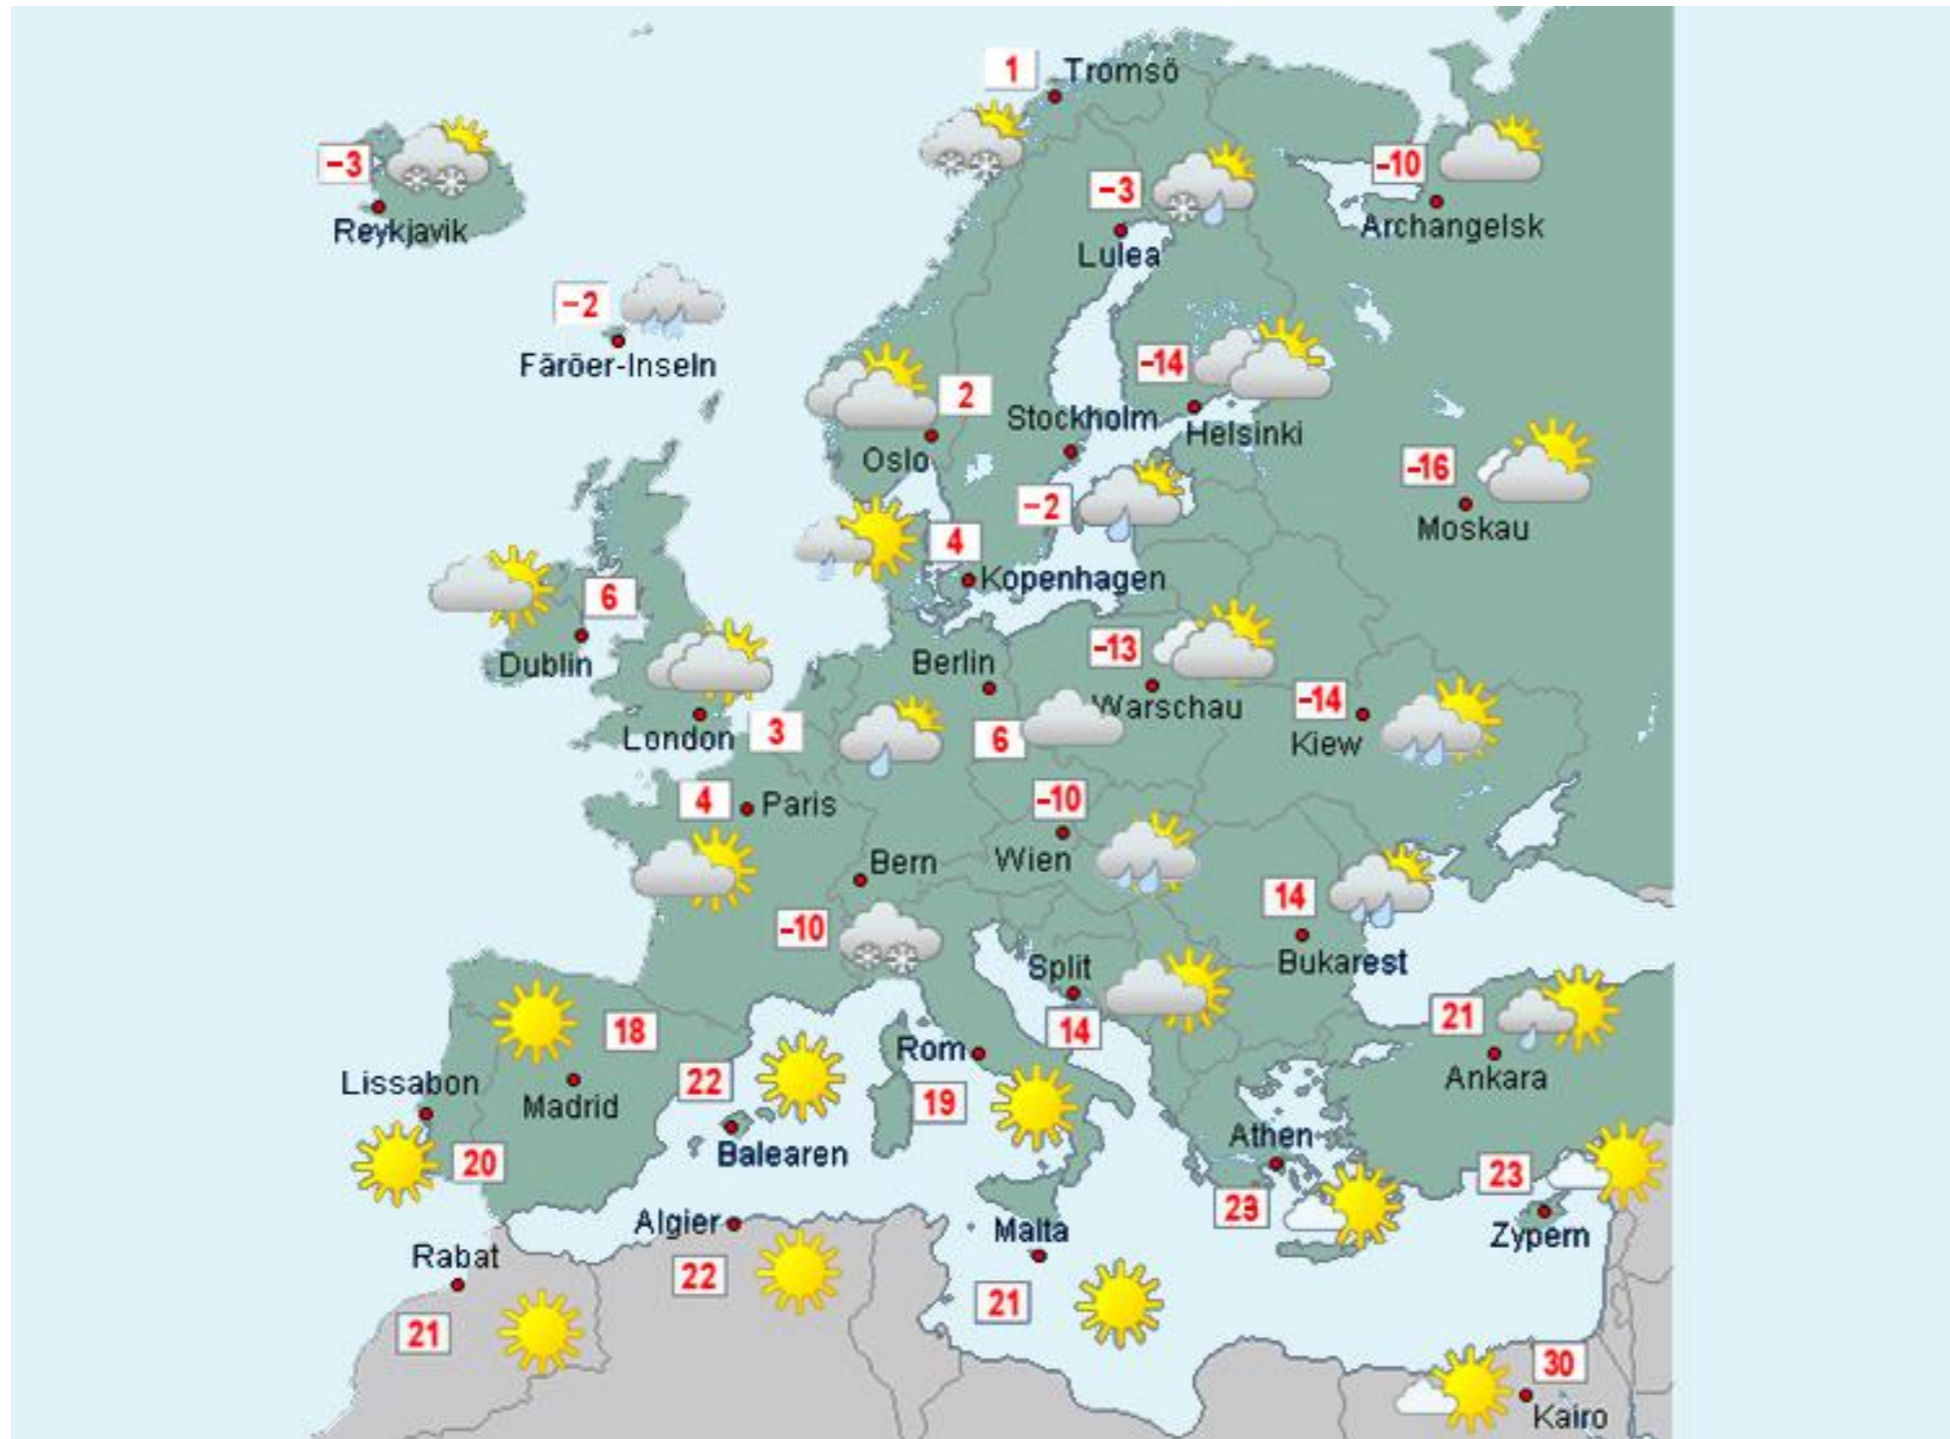 1
Tromsö
-3
Reykjavik
-10
Archangelsk
-3
Lulea
-2
Färöer-Inseln
-14
Helsinki
2
Oslo
Stockholm
-2
-16
Moskau
4
Kopenhagen
6
Dublin
-13
Warschau
Berlin
6
London
3
-14
Kiew
4
Paris
-10
Wien
Bern
-10
14
Bukarest
Split
14
18
Madrid
21
Ankara
Rom
19
22
Balearen
Lissabon
20
Athen
23
23
Zypern
Algier
22
Malta
21
Rabat
21
30
Kairo